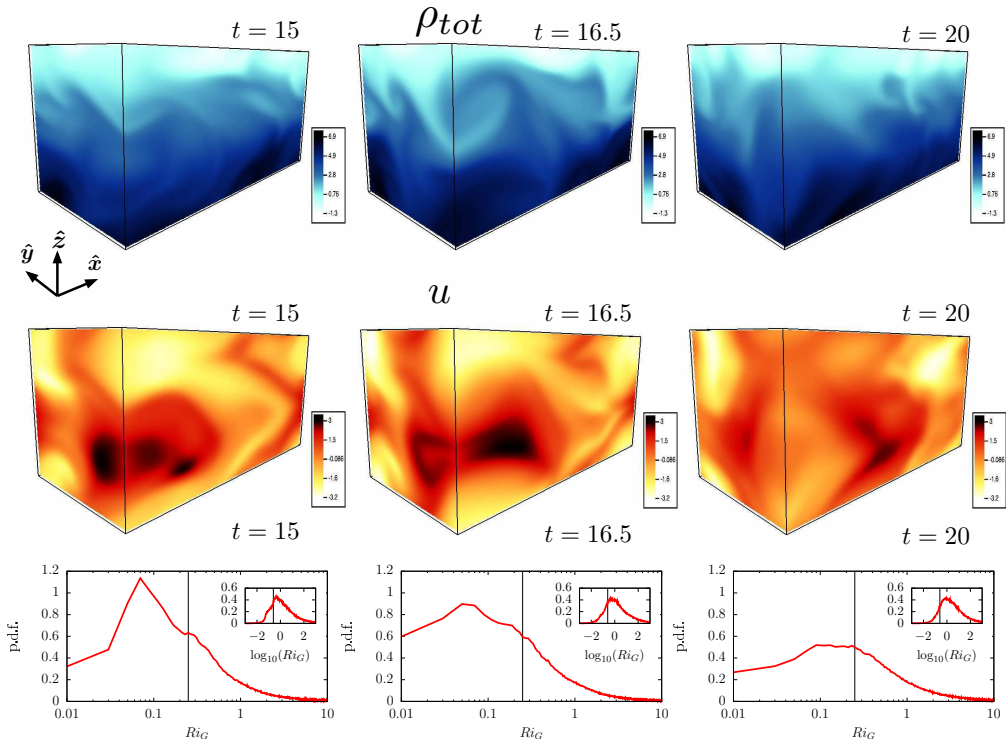 ρtot
t = 15 t = 16.5 t = 20
6.9 6.9 6.9
4.9 4.9 4.9
2.8 2.8 2.8
0.76 0.76 0.76
-1.3 -1.3 -1.3
ŷ ẑ x̂
u
t = 15 t = 16.5 t = 20
3 3 3
1.5 1.5 1.5
-0.086 -0.086 -0.086
-1.6 -1.6 -1.6
-3.2 -3.2 -3.2
t = 15 t = 16.5 t = 20
p.d.f.
1.2
1
0.8
0.6
0.4
0.2
0
0.01 0.1 1 10
RiG
0.6
0.4
0.2
0
−2 0 2
log10(RiG)
p.d.f.
1.2
1
0.8
0.6
0.4
0.2
0
0.01 0.1 1 10
RiG
0.6
0.4
0.2
0
−2 0 2
log10(RiG)
p.d.f.
1.2
1
0.8
0.6
0.4
0.2
0
0.01 0.1 1 10
RiG
0.6
0.4
0.2
0
−2 0 2
log10(RiG)